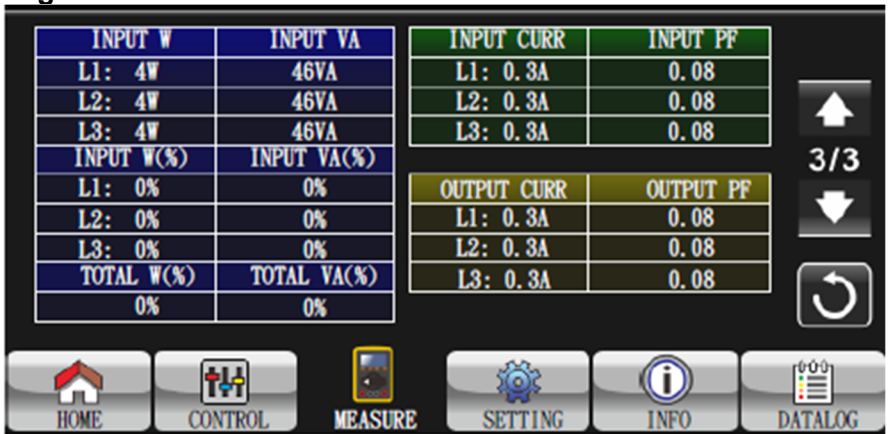 INPUT W INPUT VA
L1: 4W 46VA
L2: 4W 46VA
L3: 4W 46VA
INPUT W(%) INPUT VA(%)
L1: 0% 0%
L2: 0% 0%
L3: 0% 0%
TOTAL W(%) TOTAL VA(%)
0% 0%
INPUT CURR INPUT PF
L1: 0.3A 0.08
L2: 0.3A 0.08
L3: 0.3A 0.08
OUTPUT CURR OUTPUT PF
L1: 0.3A 0.08
L2: 0.3A 0.08
L3: 0.3A 0.08
3/3
HOME CONTROL MEASURE SETTING INFO DATALOG